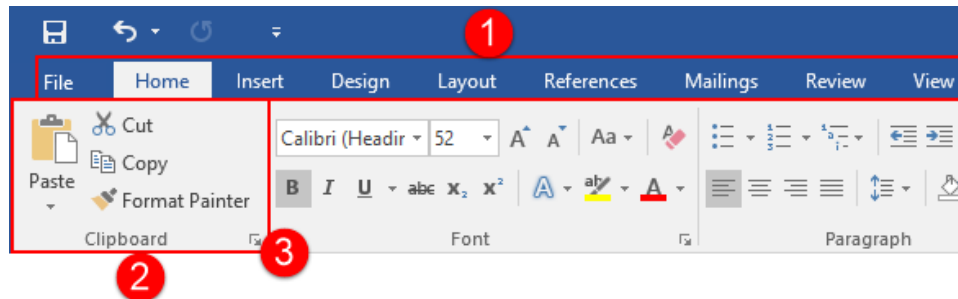 1
File Home Insert Design Layout References Mailings Review View
Cut
Calibri (Headir 52 A A Aa
Copy
Paste
B I U abc X2 X² A aby A
Format Painter
Clipboard Font Paragraph
2 3